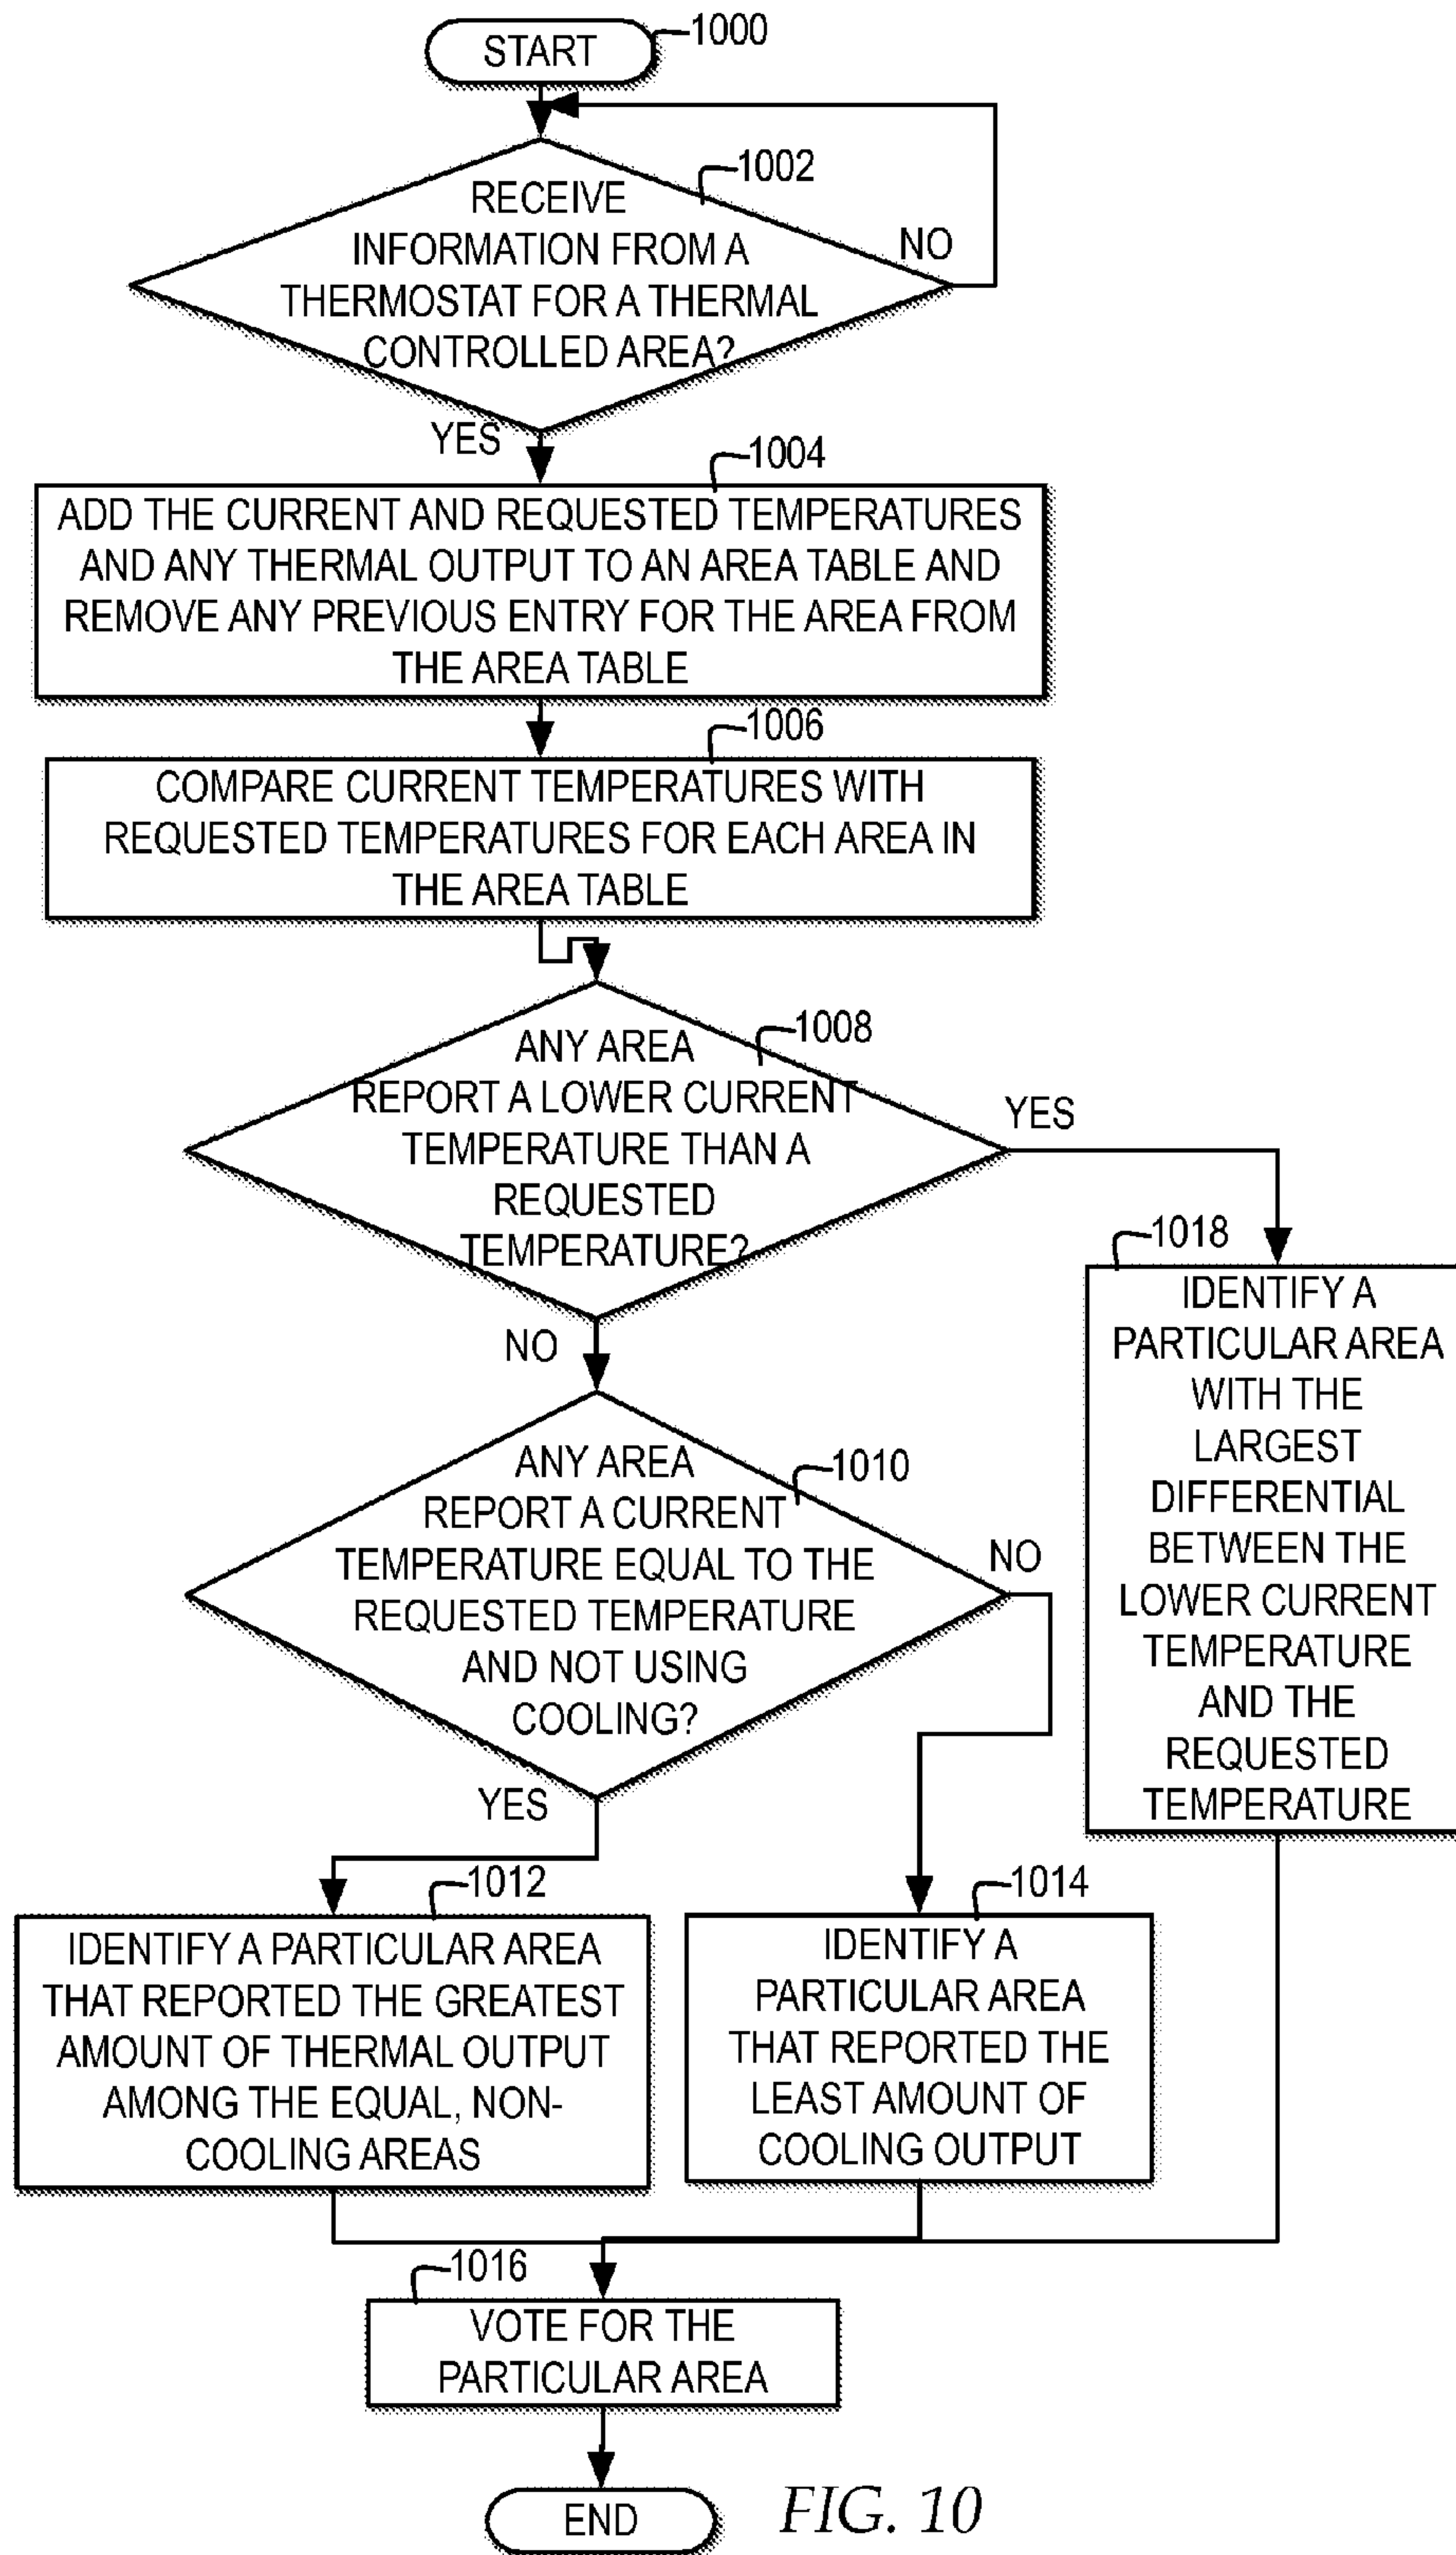 START
1000
1002
RECEIVE
INFORMATION FROM A
THERMOSTAT FOR A THERMAL
CONTROLLED AREA?
NO
YES
1004
ADD THE CURRENT AND REQUESTED TEMPERATURES
AND ANY THERMAL OUTPUT TO AN AREA TABLE AND
REMOVE ANY PREVIOUS ENTRY FOR THE AREA FROM
THE AREA TABLE
1006
COMPARE CURRENT TEMPERATURES WITH
REQUESTED TEMPERATURES FOR EACH AREA IN
THE AREA TABLE
1008
ANY AREA
REPORT A LOWER CURRENT
TEMPERATURE THAN A
REQUESTED
TEMPERATURE?
YES
NO
1018
IDENTIFY A
PARTICULAR AREA
WITH THE
LARGEST
DIFFERENTIAL
BETWEEN THE
LOWER CURRENT
TEMPERATURE
AND THE
REQUESTED
TEMPERATURE
1010
ANY AREA
REPORT A CURRENT
TEMPERATURE EQUAL TO THE
REQUESTED TEMPERATURE
AND NOT USING
COOLING?
NO
YES
1012
IDENTIFY A PARTICULAR AREA
THAT REPORTED THE GREATEST
AMOUNT OF THERMAL OUTPUT
AMONG THE EQUAL, NON-
COOLING AREAS
1014
IDENTIFY A
PARTICULAR AREA
THAT REPORTED THE
LEAST AMOUNT OF
COOLING OUTPUT
1016
VOTE FOR THE
PARTICULAR AREA
END
FIG. 10